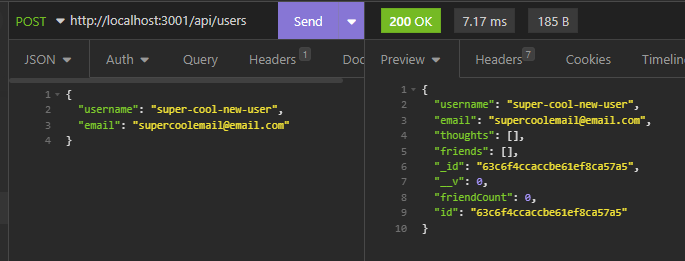 POST http://localhost:3001/api/users Send 200 OK 7.17 ms 185 B
JSON Auth Query Headers 1 Doc Preview Headers 7 Cookies Timeline
1 {
2 "username": "super-cool-new-user",
3 "email": "supercoolemail@email.com"
4 }
1 {
2 "username": "super-cool-new-user",
3 "email": "supercoolemail@email.com",
4 "thoughts": [],
5 "friends": [],
6 "_id": "63c6f4ccaccbe61ef8ca57a5",
7 "__v": 0,
8 "friendCount": 0,
9 "id": "63c6f4ccaccbe61ef8ca57a5"
10 }